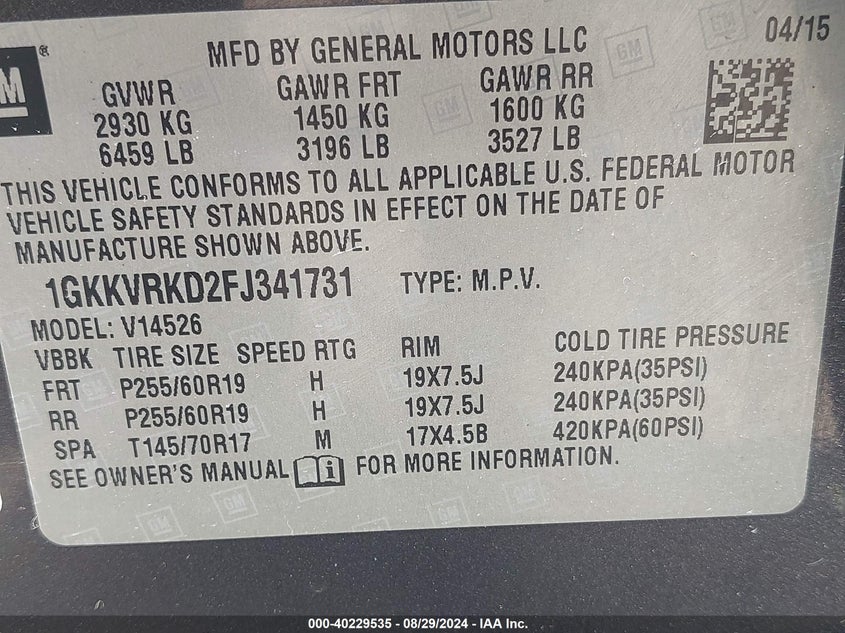 M ®
MFD BY GENERAL MOTORS LLC
04/15
GVWR GAWR FRT GAWR RR
2930 KG 1450 KG 1600 KG
6459 LB 3196 LB 3527 LB
THIS VEHICLE CONFORMS TO ALL APPLICABLE U.S. FEDERAL MOTOR
VEHICLE SAFETY STANDARDS IN EFFECT ON THE DATE OF
MANUFACTURE SHOWN ABOVE.
1GKKVRKD2FJ341731 TYPE: M.P.V.
MODEL: V14526
VBBK TIRE SIZE SPEED RTG RIM COLD TIRE PRESSURE
FRT P255/60R19 H 19X7.5J 240KPA(35PSI)
RR P255/60R19 H 19X7.5J 240KPA(35PSI)
SPA T145/70R17 M 17X4.5B 420KPA(60PSI)
SEE OWNER'S MANUAL i FOR MORE INFORMATION.
GM
000-40229535 - 08/29/2024 - IAA Inc.